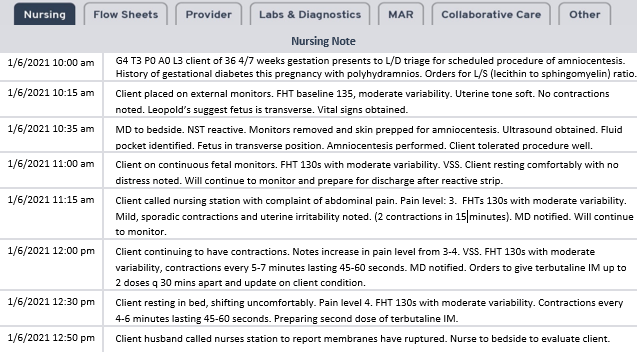 Nursing
Flow Sheets
Provider
Labs & Diagnostics
MAR
Collaborative Care
Other
Nursing Note
1/6/2021 10:00 am G4 T3 P0 A0 L3 client of 36 4/7 weeks gestation presents to L/D triage for scheduled procedure of amniocentesis.
History of gestational diabetes this pregnancy with polyhydramnios. Orders for L/S (lecithin to sphingomyelin) ratio.
1/6/2021 10:15 am Client placed on external monitors. FHT baseline 135, moderate variability. Uterine tone soft. No contractions
noted. Leopold's suggest fetus is transverse. Vital signs obtained.
1/6/2021 10:35 am MD to bedside. NST reactive. Monitors removed and skin prepped for amniocentesis. Ultrasound obtained. Fluid
pocket identified. Fetus in transverse position. Amniocentesis performed. Client tolerated procedure well.
1/6/2021 11:00 am Client on continuous fetal monitors. FHT 130s with moderate variability. VSS. Client resting comfortably with no
distress noted. Will continue to monitor and prepare for discharge after reactive strip.
1/6/2021 11:15 am Client called nursing station with complaint of abdominal pain. Pain level: 3. FHTs 130s with moderate variability.
Mild, sporadic contractions and uterine irritability noted. (2 contractions in 15 minutes). MD notified. Will continue
to monitor.
1/6/2021 12:00 pm Client continuing to have contractions. Notes increase in pain level from 3-4. VSS. FHT 130s with moderate
variability, contractions every 5-7 minutes lasting 45-60 seconds. MD notified. Orders to give terbutaline IM up to
2 doses q 30 mins apart and update on client condition.
1/6/2021 12:30 pm Client resting in bed, shifting uncomfortably. Pain level 4. FHT 130s with moderate variability. Contractions every
4-6 minutes lasting 45-60 seconds. Preparing second dose of terbutaline IM.
1/6/2021 12:50 pm Client husband called nurses station to report membranes have ruptured. Nurse to bedside to evaluate client.